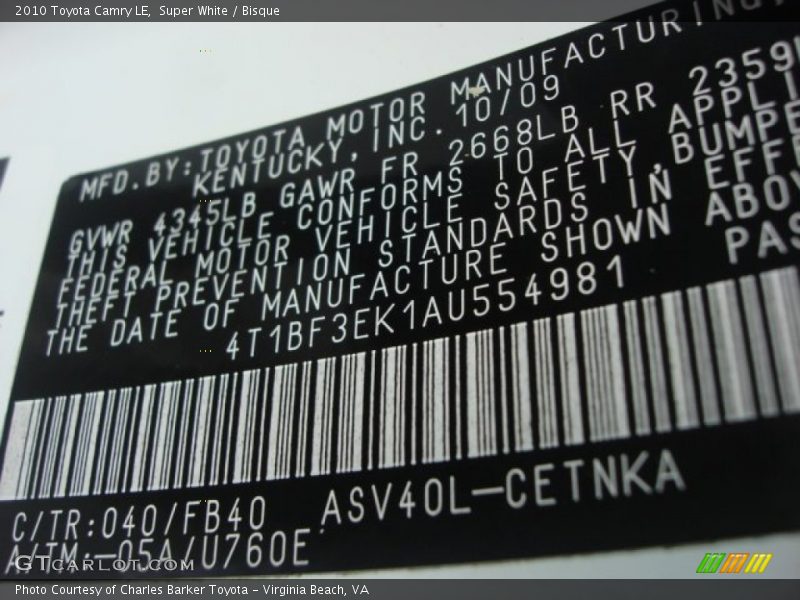 2010 Toyota Camry LE, Super White / Bisque
MFD.BY:TOYOTA MOTOR MANUFACTURING
KENTUCKY, INC. 10/09
GVWR 4345LB GAWR FR 2668LB RR 2359
THIS VEHICLE CONFORMS TO ALL APPLI
FEDERAL MOTOR VEHICLE SAFETY, BUMPE
THEFT PREVENTION STANDARDS IN EFFE
THE DATE OF MANUFACTURE SHOWN ABOV
4T1BF3EK1AU554981 PAS
C/TR:040/FB40 ASV40L-CETNKA
A/TM:-05A/U760E
GTcarlot.com
Photo Courtesy of Charles Barker Toyota - Virginia Beach, VA